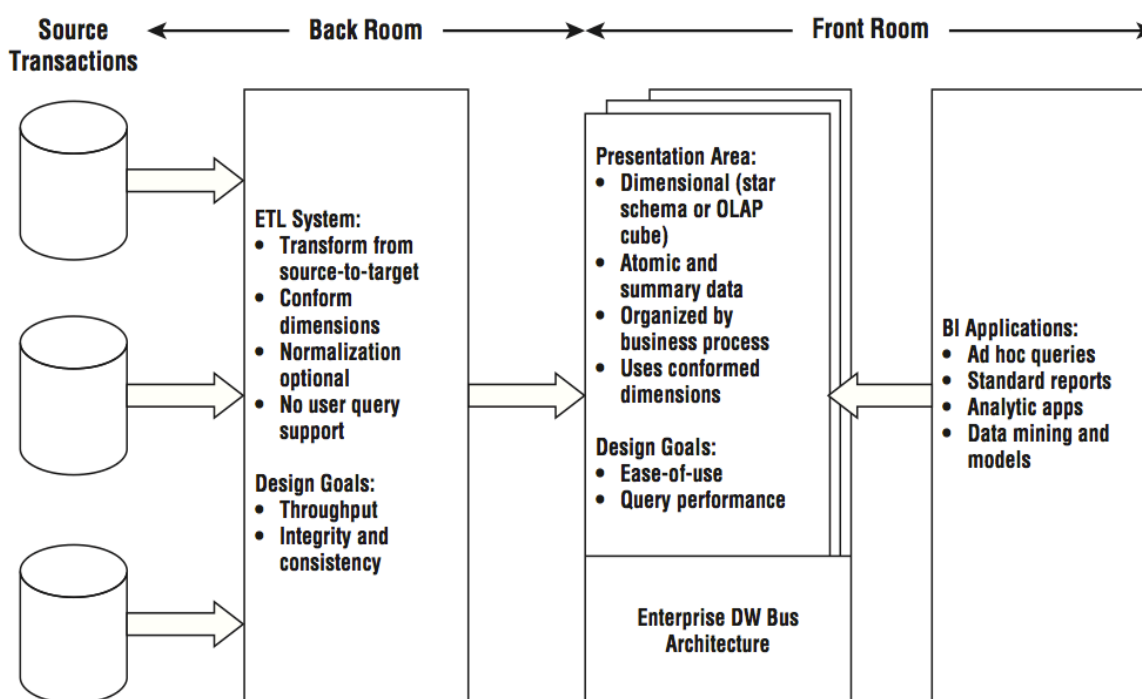 Source
Transactions
Back Room
Front Room
ETL System:
• Transform from
source-to-target
• Conform
dimensions
• Normalization
optional
• No user query
support
Design Goals:
• Throughput
• Integrity and
consistency
Presentation Area:
• Dimensional (star
schema or OLAP
cube)
• Atomic and
summary data
• Organized by
business process
• Uses conformed
dimensions
Design Goals:
• Ease-of-use
• Query performance
Enterprise DW Bus
Architecture
BI Applications:
• Ad hoc queries
• Standard reports
• Analytic apps
• Data mining and
models